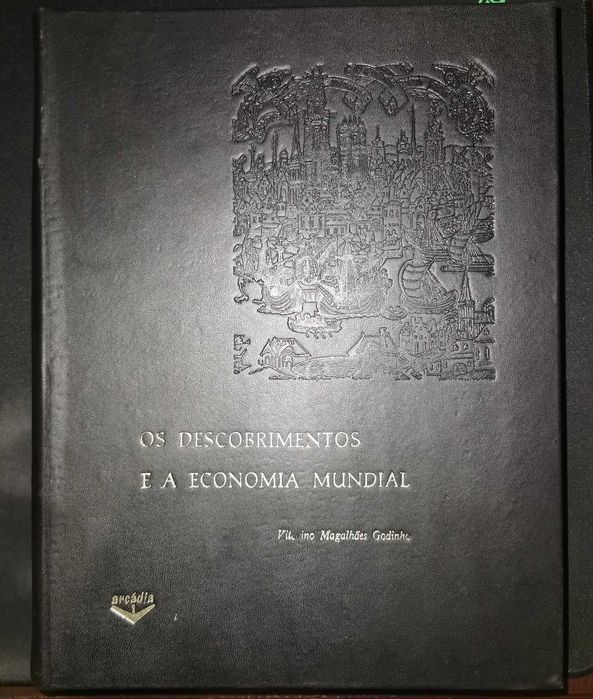 OS DESCOBRIMENTOS
E A ECONOMIA MUNDIAL
Magalhães Godinho
arcádia